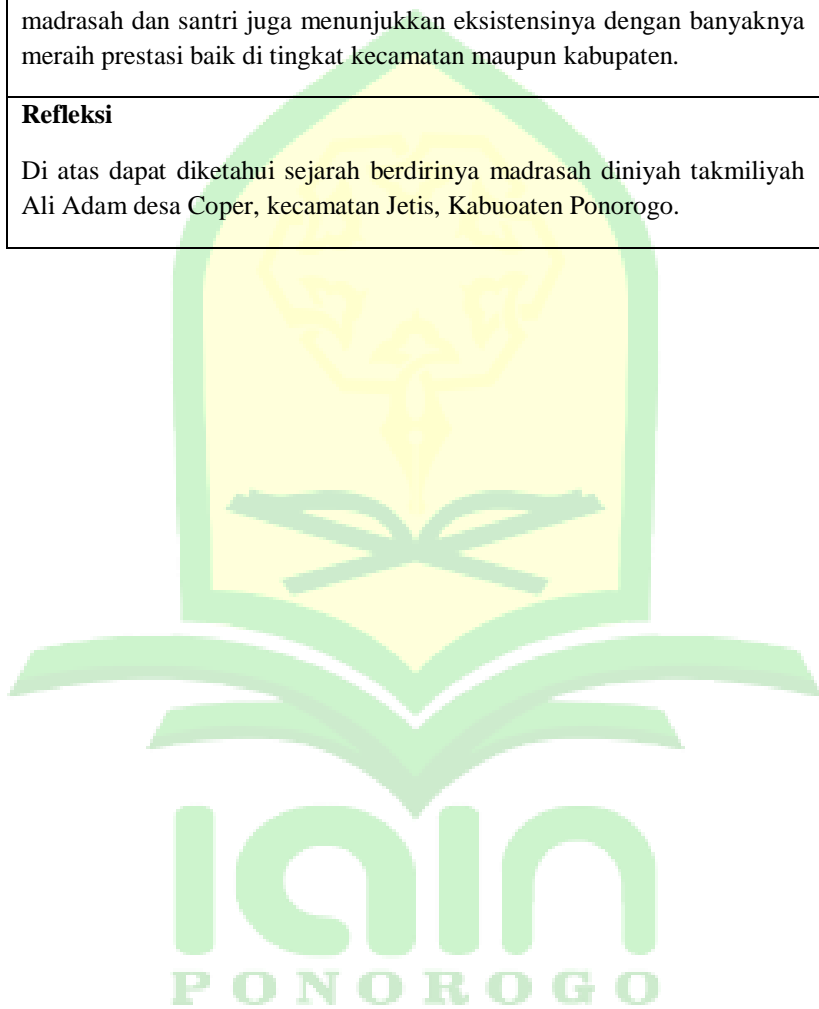 madrasah dan santri juga menunjukkan eksistensinya dengan banyaknya
meraih prestasi baik di tingkat kecamatan maupun kabupaten.
Refleksi
Di atas dapat diketahui sejarah berdirinya madrasah diniyah takmiliyah
Ali Adam desa Coper, kecamatan Jetis, Kabuoaten Ponorogo.
iain
PONOROGO